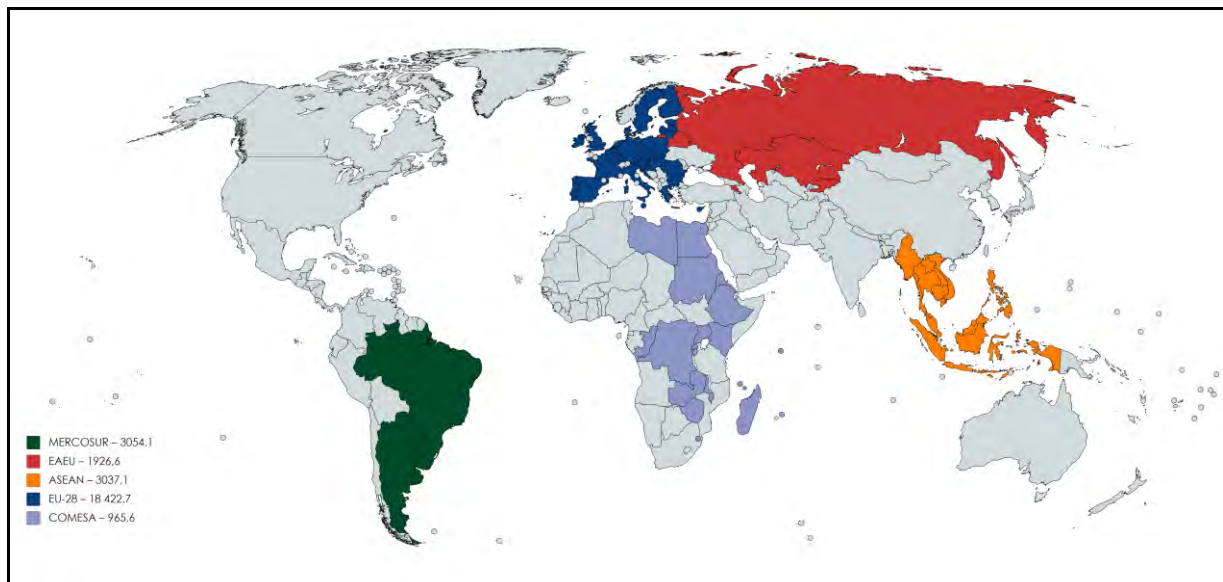 MERCOSUR – 3054.1
EAEU – 1926,6
ASEAN – 3037.1
EU-28 – 18 422.7
COMESA – 965.6